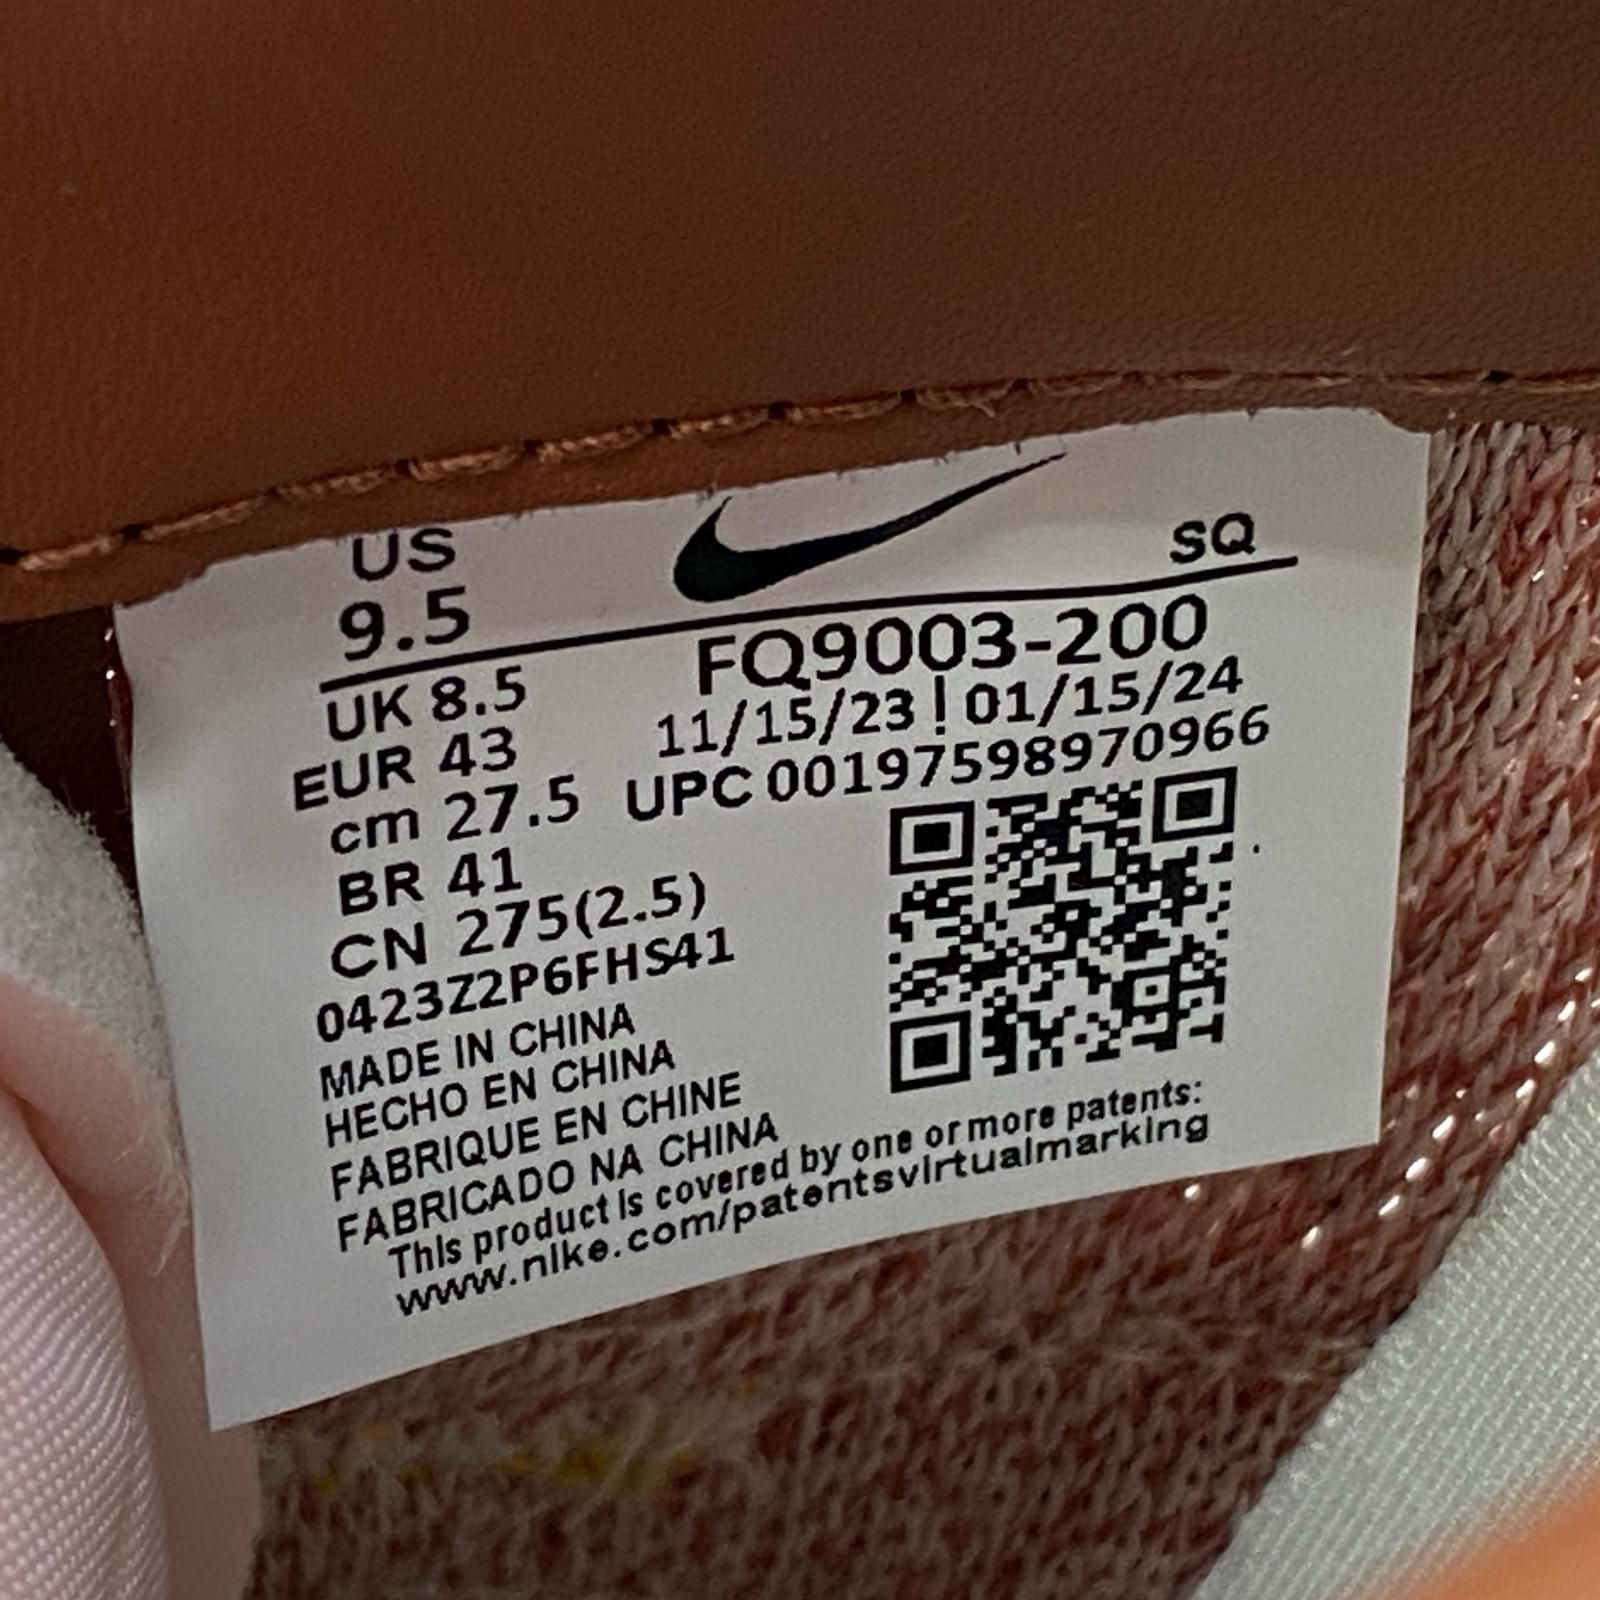 US
9.5
SQ
UK 8.5
FQ9003-200
EUR 43
11/15/23 ! 01/15/24
cm 27.5
UPC 00197598970966
BR 41
CN 275(2.5)
0423Z2P6FHS41
MADE IN CHINA
HECHO EN CHINA
FABRIQUE EN CHINE
FABRICADO NA CHINA
This product is covered by one or more patents:
www.nike.com/patentsvirtualmarking